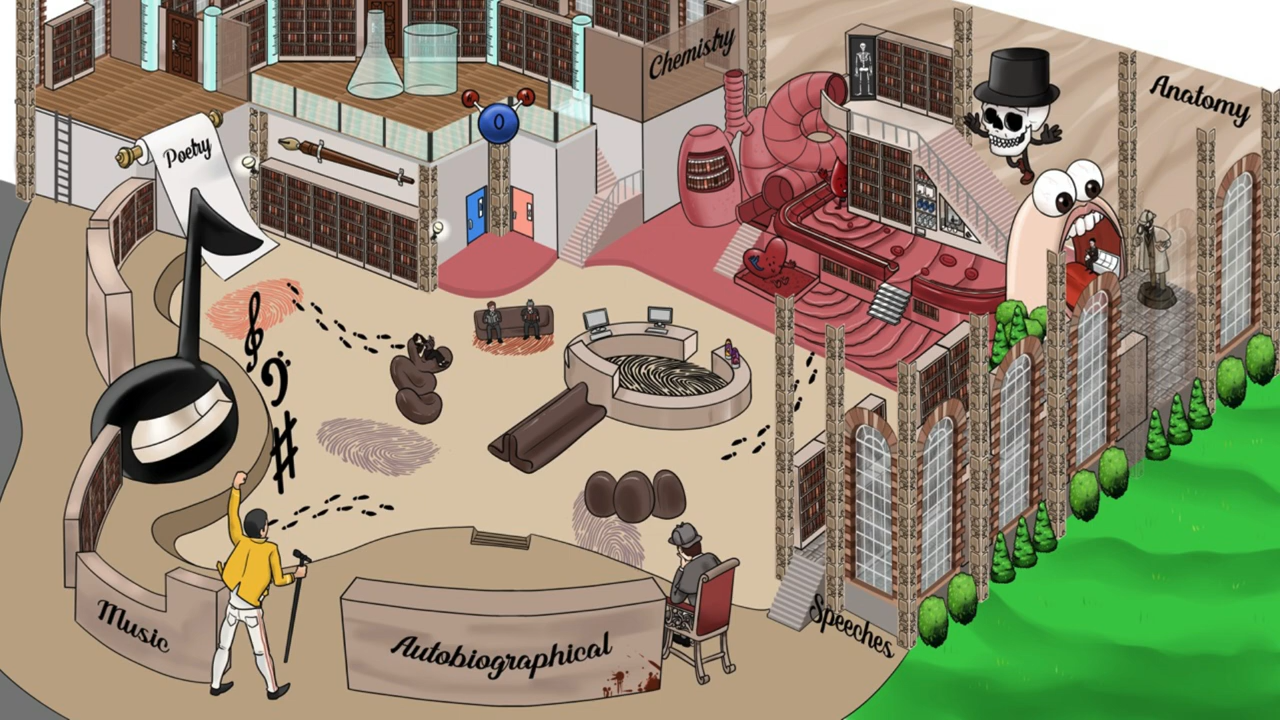 Chemistry
Anatomy
Poetry
O
Music
Autobiographical
Speeches